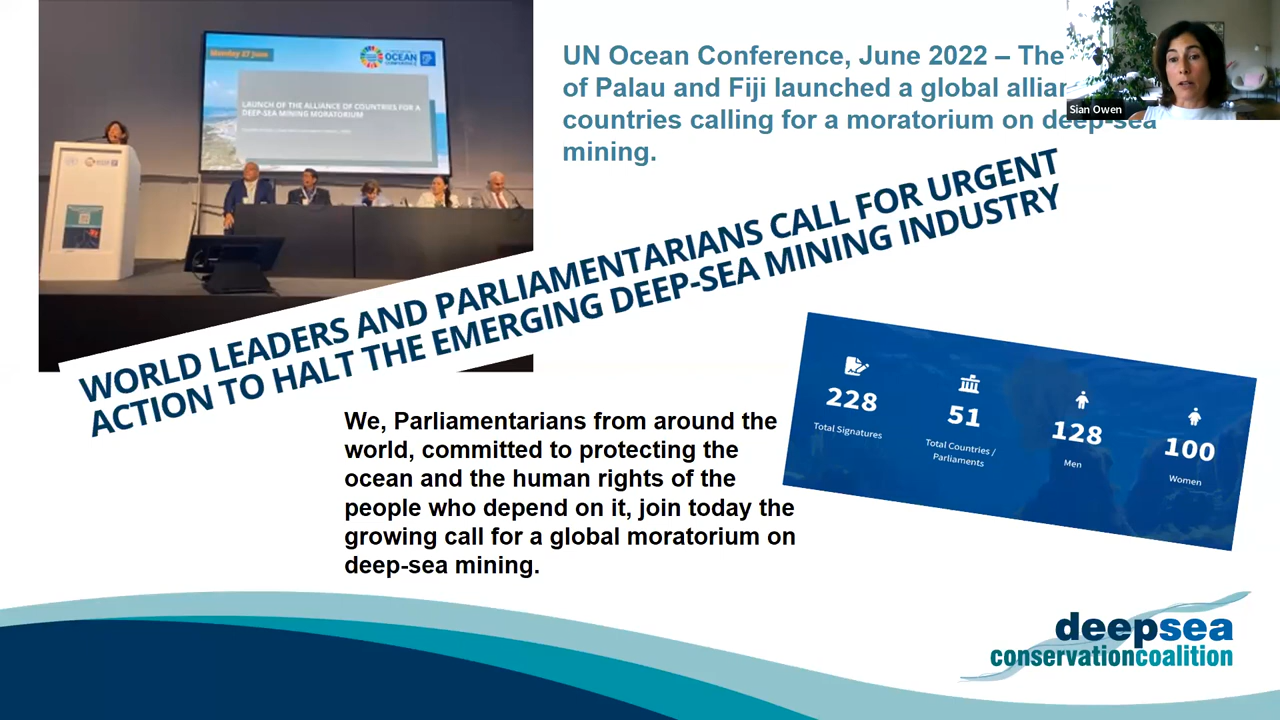 Monday 27 June
OCEAN
CONFERENCE
LAUNCH OF THE ALLIANCE OF COUNTRIES FOR A
DEEP-SEA MINING MORATORIUM
UN Ocean Conference, June 2022 – The
of Palau and Fiji launched a global
countries calling for a moratorium on deep-sea
mining.
Sian Owen
WORLD LEADERS AND PARLIAMENTARIANS CALL FOR URGENT
ACTION TO HALT THE EMERGING DEEP-SEA MINING INDUSTRY
We, Parliamentarians from around the
world, committed to protecting the
ocean and the human rights of the
people who depend on it, join today the
growing call for a global moratorium on
deep-sea mining.
228
Total Signatures
51
Total Countries /
Parliaments
128
Men
100
Women
deepsea
conservationcoalition